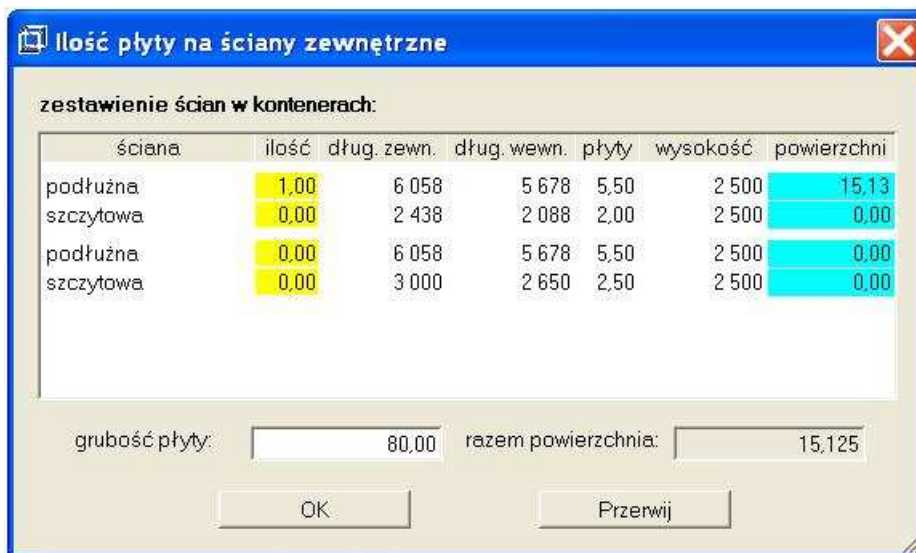 Ilość płyty na ściany zewnętrzne
zestawienie ścian w kontenerach:
ściana ilość dług. zewn. dług. wewn. płyty wysokość powierzchni
podłużna 1,00 6 058 5 678 5,50 2 500 15,13
szczytowa 0,00 2 438 2 088 2,00 2 500 0,00
podłużna 0,00 6 058 5 678 5,50 2 500 0,00
szczytowa 0,00 3 000 2 650 2,50 2 500 0,00
grubość płyty: 80,00 razem powierzchnia: 15,125
OK Przerwij